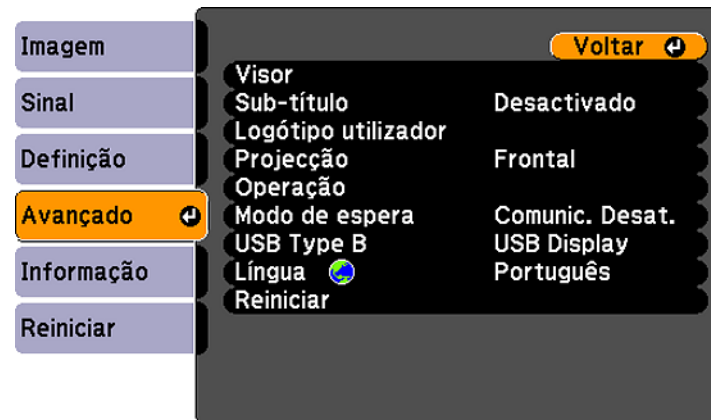 Imagem
Sinal
Definição
Avançado
Informação
Reiniciar
Voltar
Visor
Sub-título Desactivado
Logótipo utilizador
Projecção Frontal
Operação
Modo de espera Comunic. Desat.
USB Type B USB Display
Língua Português
Reiniciar